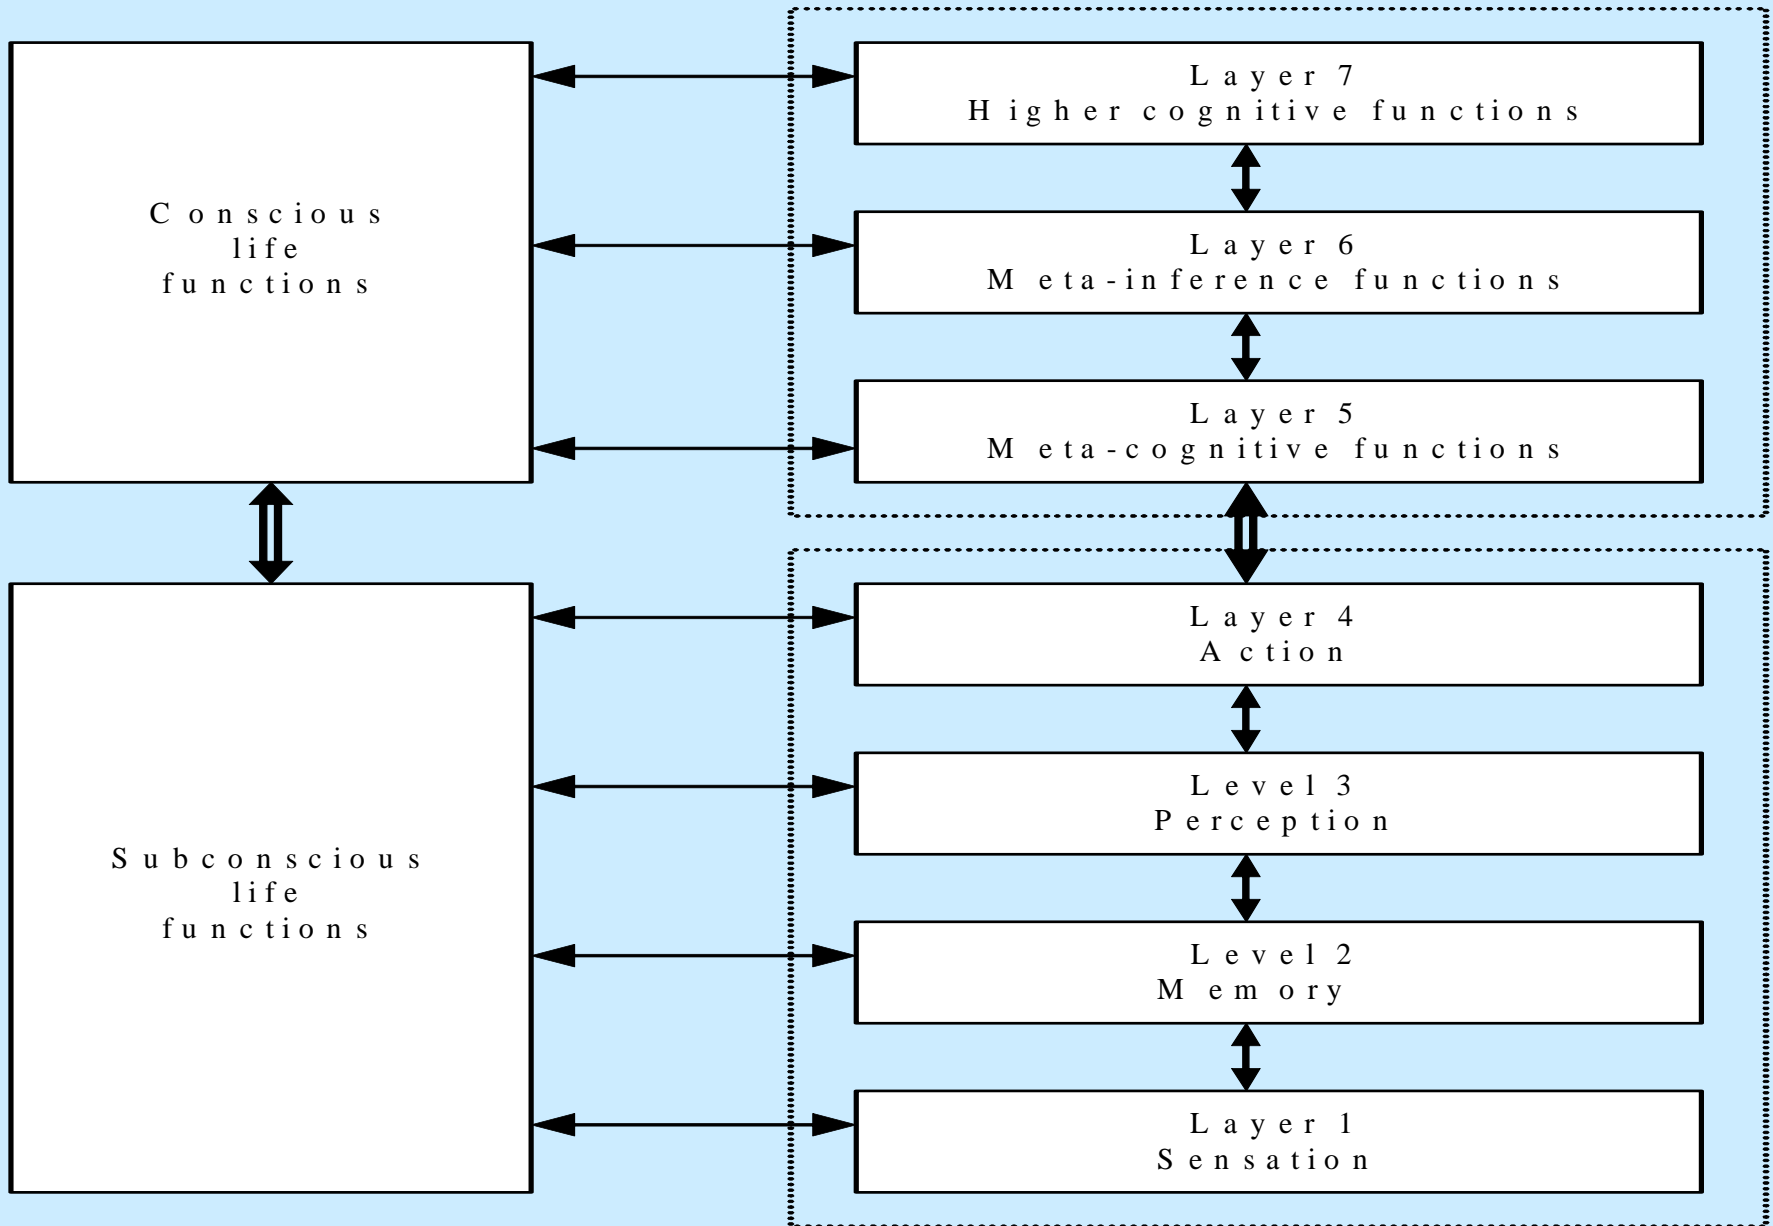 Conscious
life
functions
Subconscious
life
functions
Layer 7
Higher cognitive functions
Layer 6
Meta-inference functions
Layer 5
Meta-cognitive functions
Layer 4
Action
Level 3
Perception
Level 2
Memory
Layer 1
Sensation